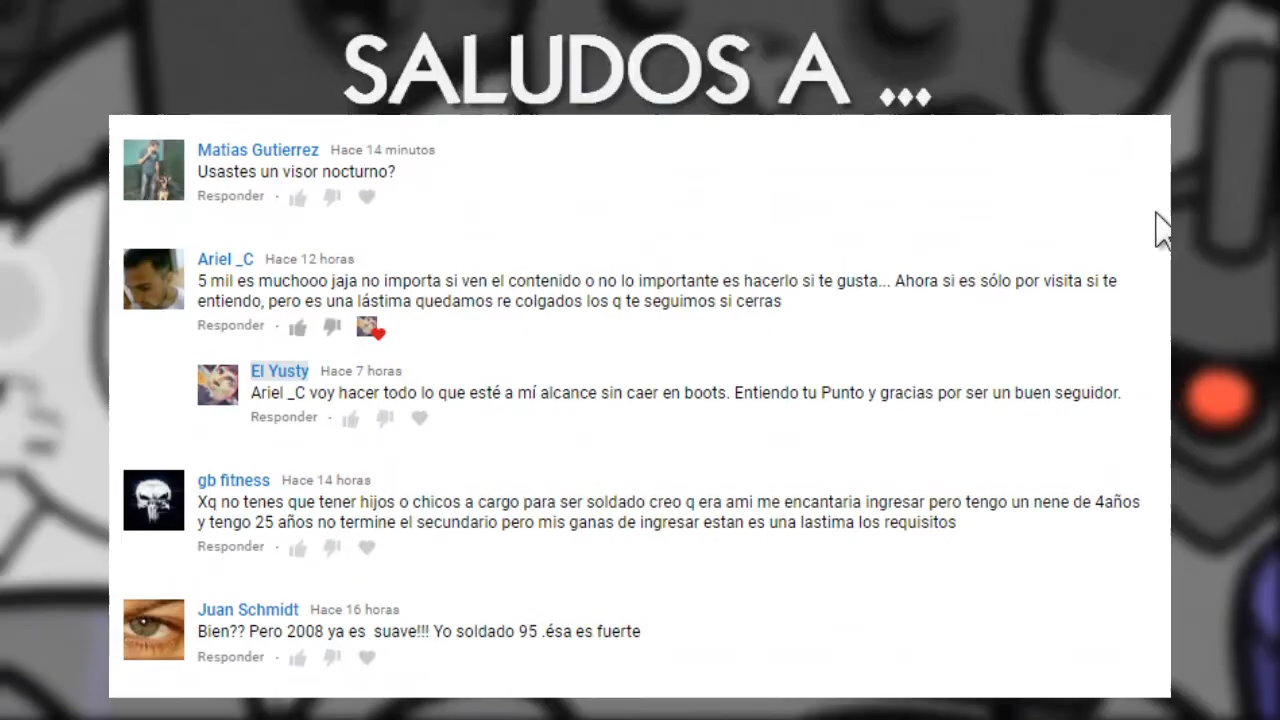 SALUDOS A ...
Matias Gutierrez Hace 14 minutos
Usastes un visor nocturno?
Responder ·
Ariel _C Hace 12 horas
5 mil es muchooo jaja no importa si ven el contenido o no lo importante es hacerlo si te gusta... Ahora si es sólo por visita si te
entiendo, pero es una lástima quedamos re colgados los q te seguimos si cerras
Responder ·
El Yusty Hace 7 horas
Ariel _C voy hacer todo lo que esté a mí alcance sin caer en boots. Entiendo tu Punto y gracias por ser un buen seguidor.
Responder ·
gb fitness Hace 14 horas
Xq no tenes que tener hijos o chicos a cargo para ser soldado creo q era ami me encantaria ingresar pero tengo un nene de 4años
y tengo 25 años no termine el secundario pero mis ganas de ingresar estan es una lastima los requisitos
Responder ·
Juan Schmidt Hace 16 horas
Bien?? Pero 2008 ya es suave!!! Yo soldado 95 .ésa es fuerte
Responder ·